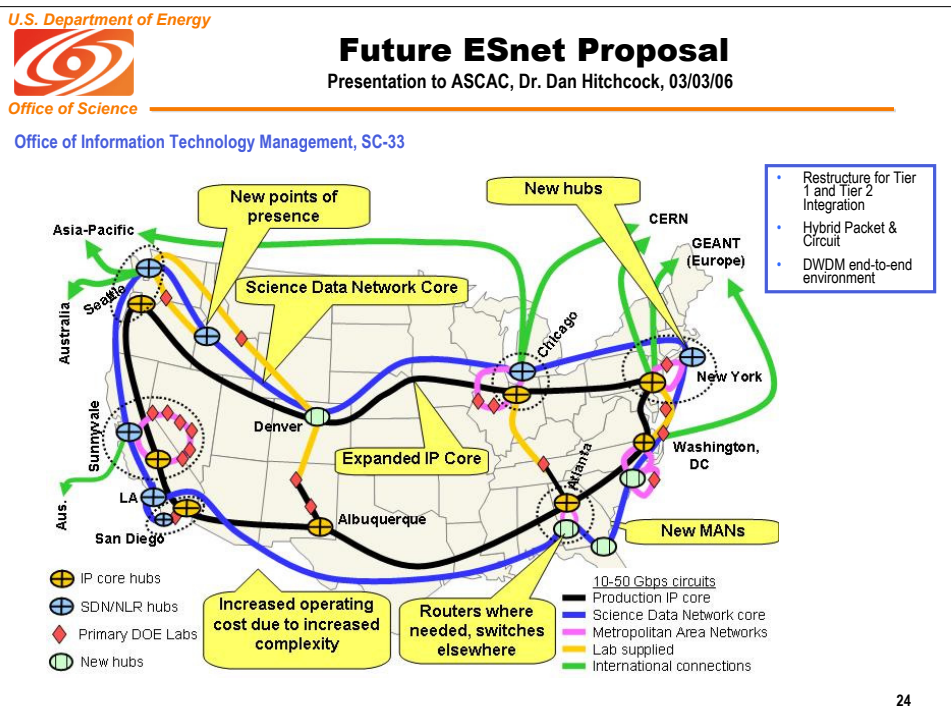 U.S. Department of Energy
Future ESnet Proposal
Presentation to ASCAC, Dr. Dan Hitchcock, 03/03/06
Office of Science
Office of Information Technology Management, SC-33
• Restructure for Tier
1 and Tier 2
Integration
• Hybrid Packet &
Circuit
• DWDM end-to-end
environment
New points of
presence
New hubs
CERN
Asia-Pacific
GEANT
(Europe)
Science Data Network Core
Seattle
Australia
Chicago
New York
Denver
Sunnyvale
Expanded IP Core
Washington,
DC
Atlanta
LA
Aus.
Albuquerque
San Diego
New MANs
IP core hubs
SDN/NLR hubs
Primary DOE Labs
New hubs
Increased operating
cost due to increased
complexity
Routers where
needed, switches
elsewhere
10-50 Gbps circuits
Production IP core
Science Data Network core
Metropolitan Area Networks
Lab supplied
International connections
24